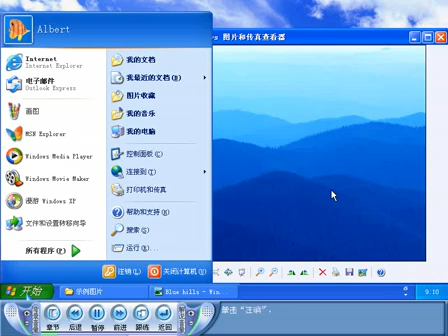 Albert
ws 图片和传真查看器
Internet
Internet Explorer
电子邮件
Outlook Express
画图
MSN Explorer
Windows Media Player
Windows Movie Maker
漫游 Windows XP
文件和设置转移向导
所有程序(P)
我的文档
我最近的文档(D)
图片收藏
我的音乐
我的电脑
控制面板(C)
连接到(T)
打印机和传真
帮助和支持(H)
搜索(S)
运行(R)...
注销(L)
关闭计算机(U)
开始
示例图片
Blue hills - Win...
9:10
章节
后退
暂停
前进
跟练
返回
单击“注销”。